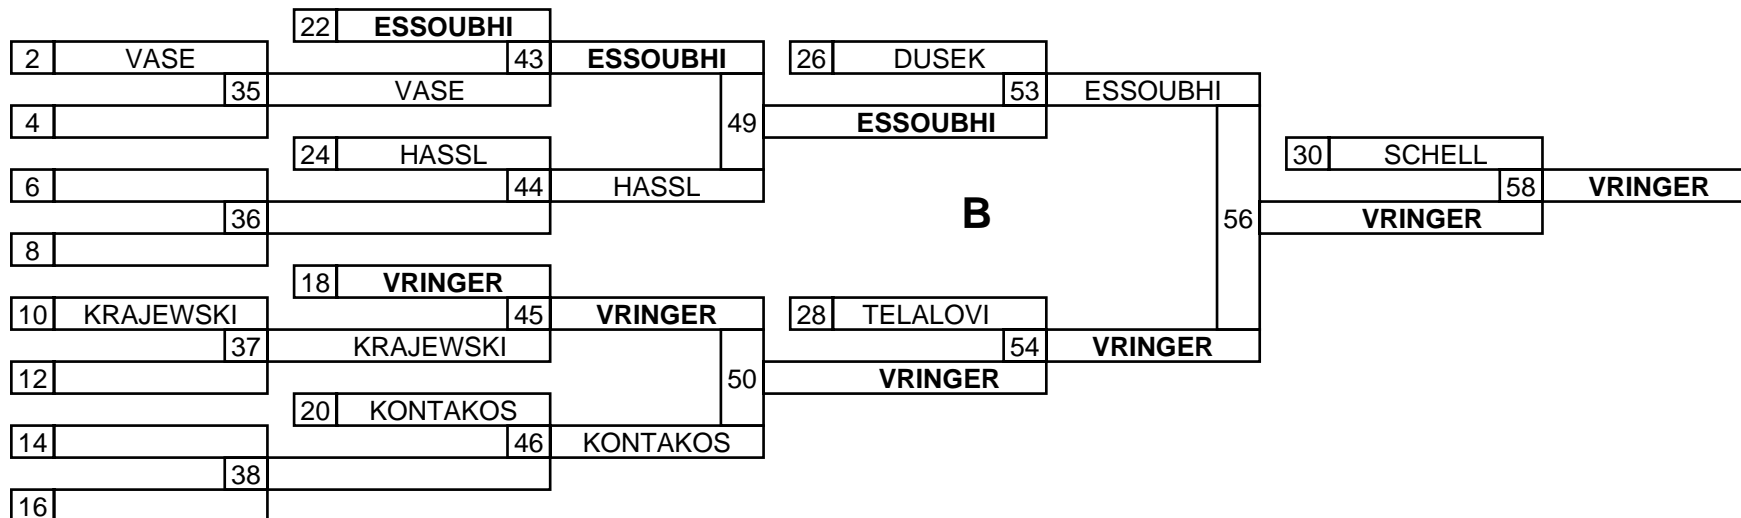 22 ESSOUBHI
2 VASE 43 ESSOUBHI 26 DUSEK
35 VASE 53 ESSOUBHI
4 49 ESSOUBHI
24 HASSL 30 SCHELL
6 44 HASSL 58 VRINGER
36 B 56 VRINGER
8
18 VRINGER
10 KRAJEWSKI 45 VRINGER 28 TELALOVI
37 KRAJEWSKI 54 VRINGER
12 50 VRINGER
20 KONTAKOS
14 46 KONTAKOS
38
16